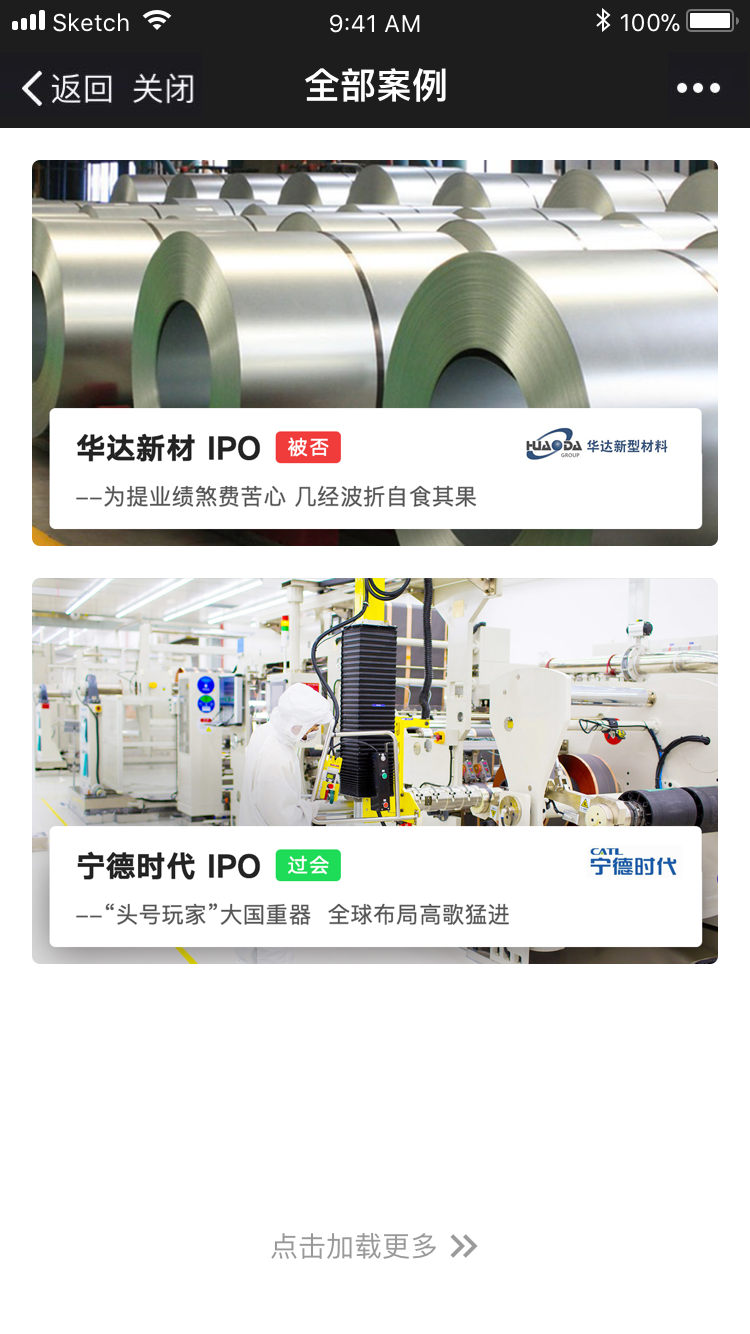 Sketch 9:41 AM 100%
返回 关闭 全部案例
华达新材 IPO 被否 HUADA GROUP 华达新型材料
––为提业绩煞费苦心 几经波折自食其果
宁德时代 IPO 过会 CATL 宁德时代
––“头号玩家”大国重器 全球布局高歌猛进
点击加载更多